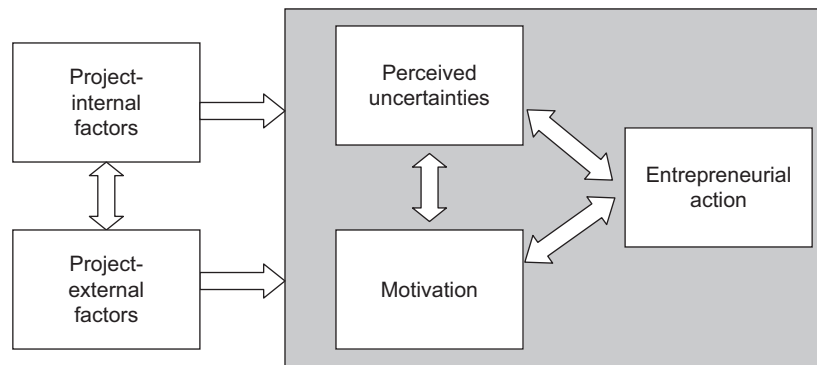 Project-
internal
factors
Perceived
uncertainties
Entrepreneurial
action
Project-
external
factors
Motivation